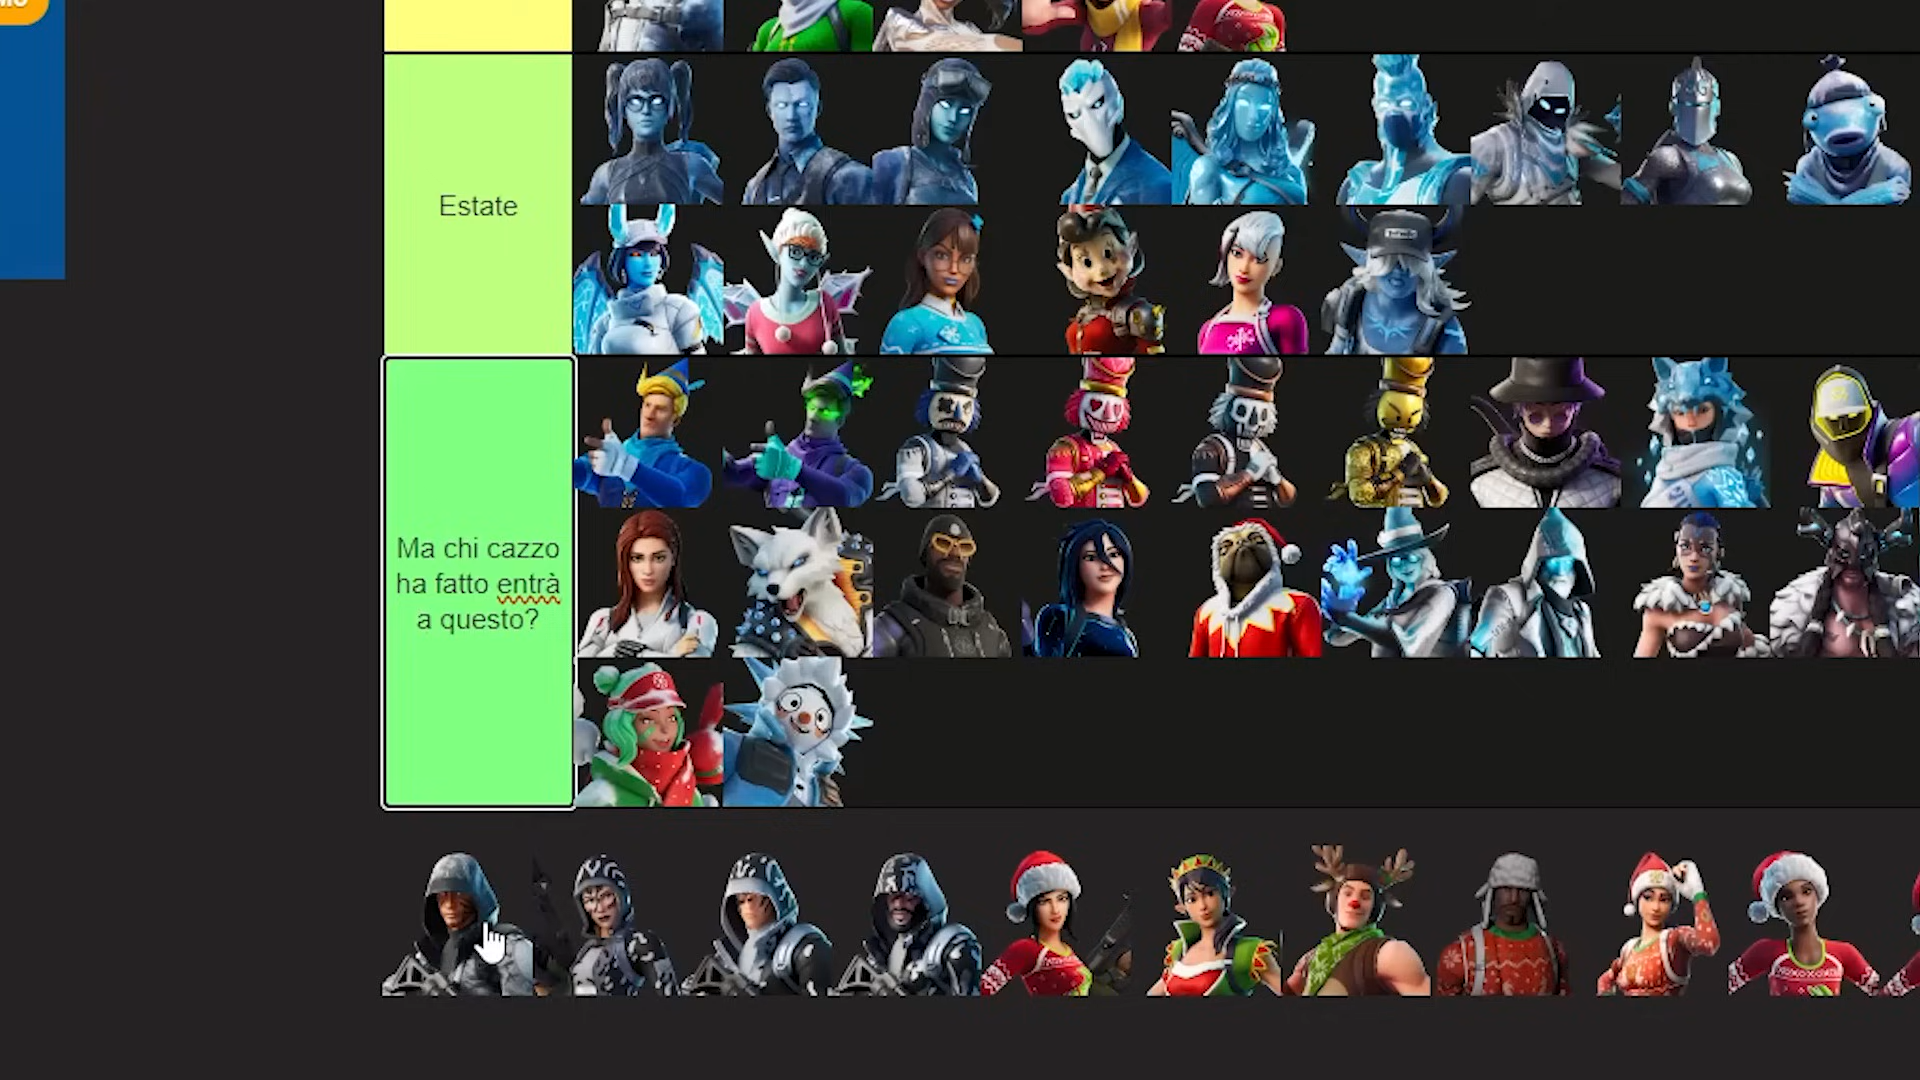 Estate
Ma chi cazzo
ha fatto entrà
a questo?